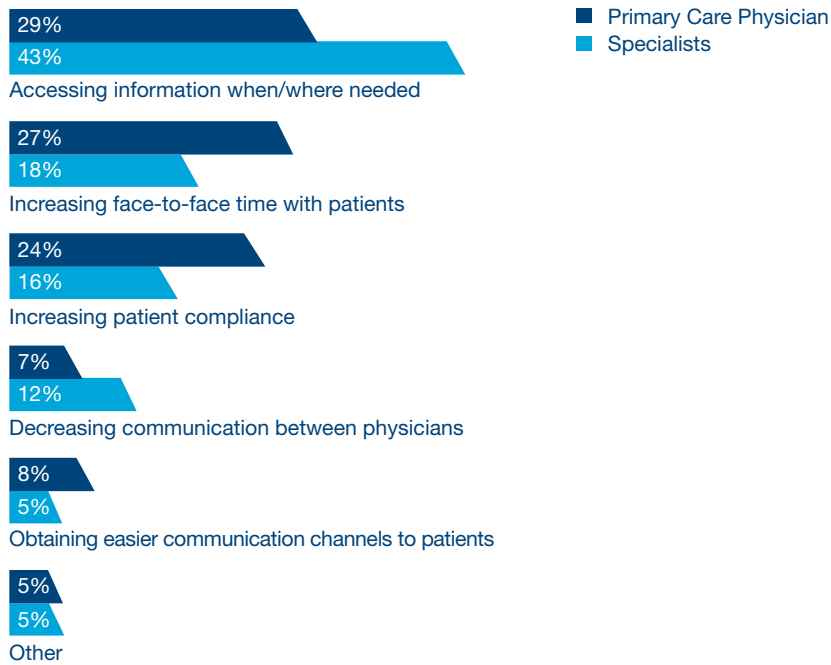 29%
Primary Care Physician
43%
Specialists
Accessing information when/where needed
27%
18%
Increasing face-to-face time with patients
24%
16%
Increasing patient compliance
7%
12%
Decreasing communication between physicians
8%
5%
Obtaining easier communication channels to patients
5%
5%
Other